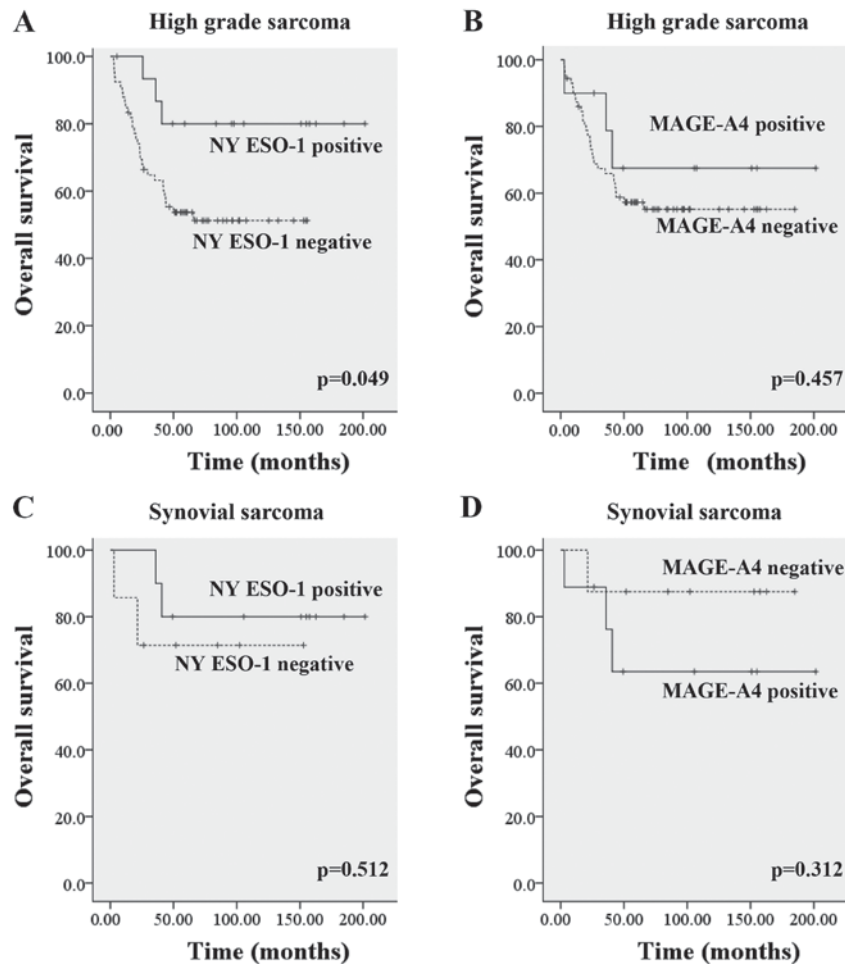 A
High grade sarcoma
100.0
80.0
60.0
40.0
20.0
0.0
Overall survival
NY ESO-1 positive
NY ESO-1 negative
p=0.049
0.00 50.00 100.00 150.00 200.00
Time (months)
B
High grade sarcoma
100.0
80.0
60.0
40.0
20.0
0.0
Overall survival
MAGE-A4 positive
MAGE-A4 negative
p=0.457
0.00 50.00 100.00 150.00 200.00
Time (months)
C
Synovial sarcoma
100.0
80.0
60.0
40.0
20.0
0.0
Overall survival
NY ESO-1 positive
NY ESO-1 negative
p=0.512
0.00 50.00 100.00 150.00 200.00
Time (months)
D
Synovial sarcoma
100.0
80.0
60.0
40.0
20.0
0.0
Overall survival
MAGE-A4 negative
MAGE-A4 positive
p=0.312
0.00 50.00 100.00 150.00 200.00
Time (months)